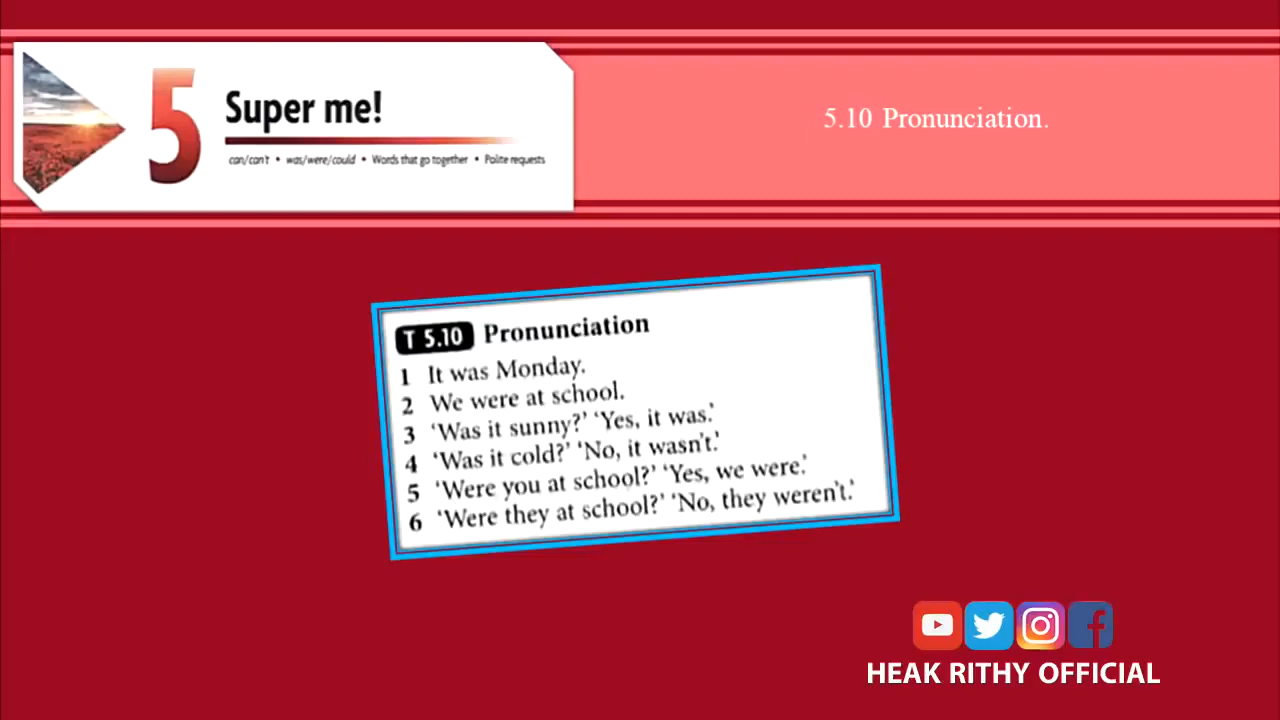 5 Super me!
can/can't • was/were/could • Words that go together • Polite requests
5.10 Pronunciation.
T 5.10 Pronunciation
1 It was Monday.
2 We were at school.
3 ‘Was it sunny?’ ‘Yes, it was.’
4 ‘Was it cold?’ ‘No, it wasn’t.’
5 ‘Were you at school?’ ‘Yes, we were.’
6 ‘Were they at school?’ ‘No, they weren’t.’
HEAK RITHY OFFICIAL